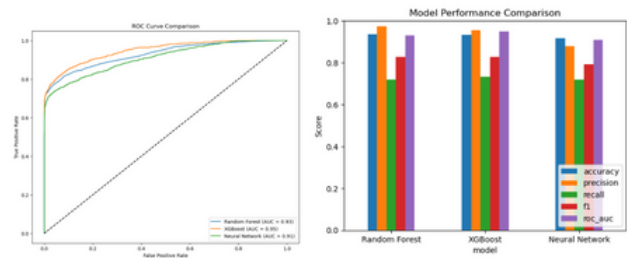 ROC Curve Comparison
True Positive Rate
1.0
0.8
0.6
0.4
0.2
0.0
0.0
0.2
0.4
0.6
0.8
1.0
False Positive Rate
Random Forest (AUC = 0.93)
XGBoost (AUC = 0.95)
Neural Network (AUC = 0.91)
Model Performance Comparison
Score
1.0
0.8
0.6
0.4
0.2
0.0
Random Forest
XGBoost
Neural Network
model
accuracy
precision
recall
f1
roc_auc